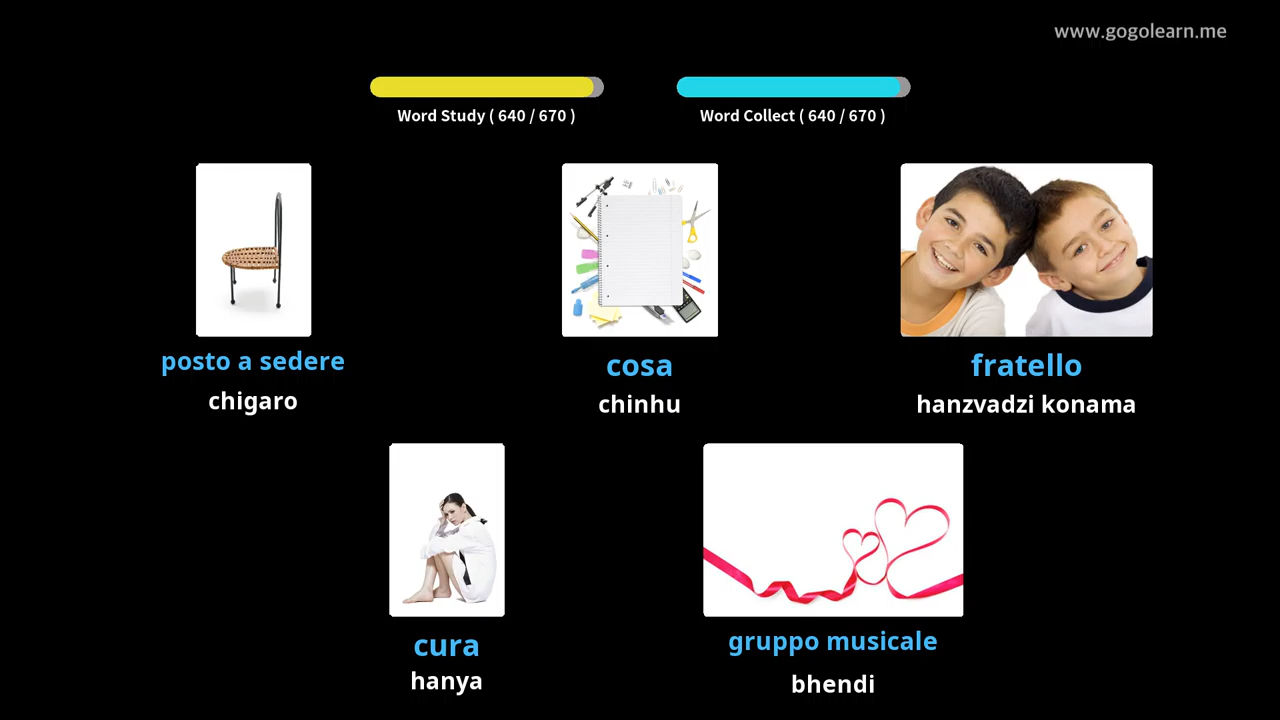 www.gogolearn.me
Word Study ( 640 / 670 )
Word Collect ( 640 / 670 )
posto a sedere
chigaro
cosa
chinhu
fratello
hanzvadzi konama
cura
hanya
gruppo musicale
bhendi